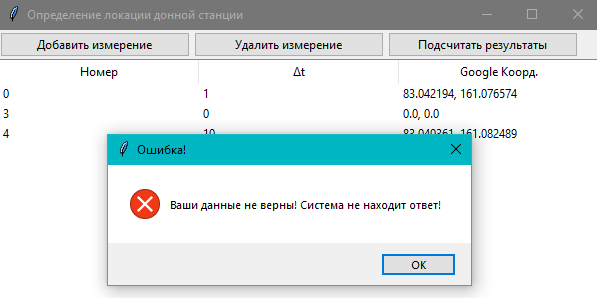 Определение локации донной станции
Добавить измерение Удалить измерение Подсчитать результаты
Номер Δt Google Коорд.
0 1 83.042194, 161.076574
3 0 0.0, 0.0
4 10 83.040361, 161.082489
Ошибка!
Ваши данные не верны! Система не находит ответ!
OK